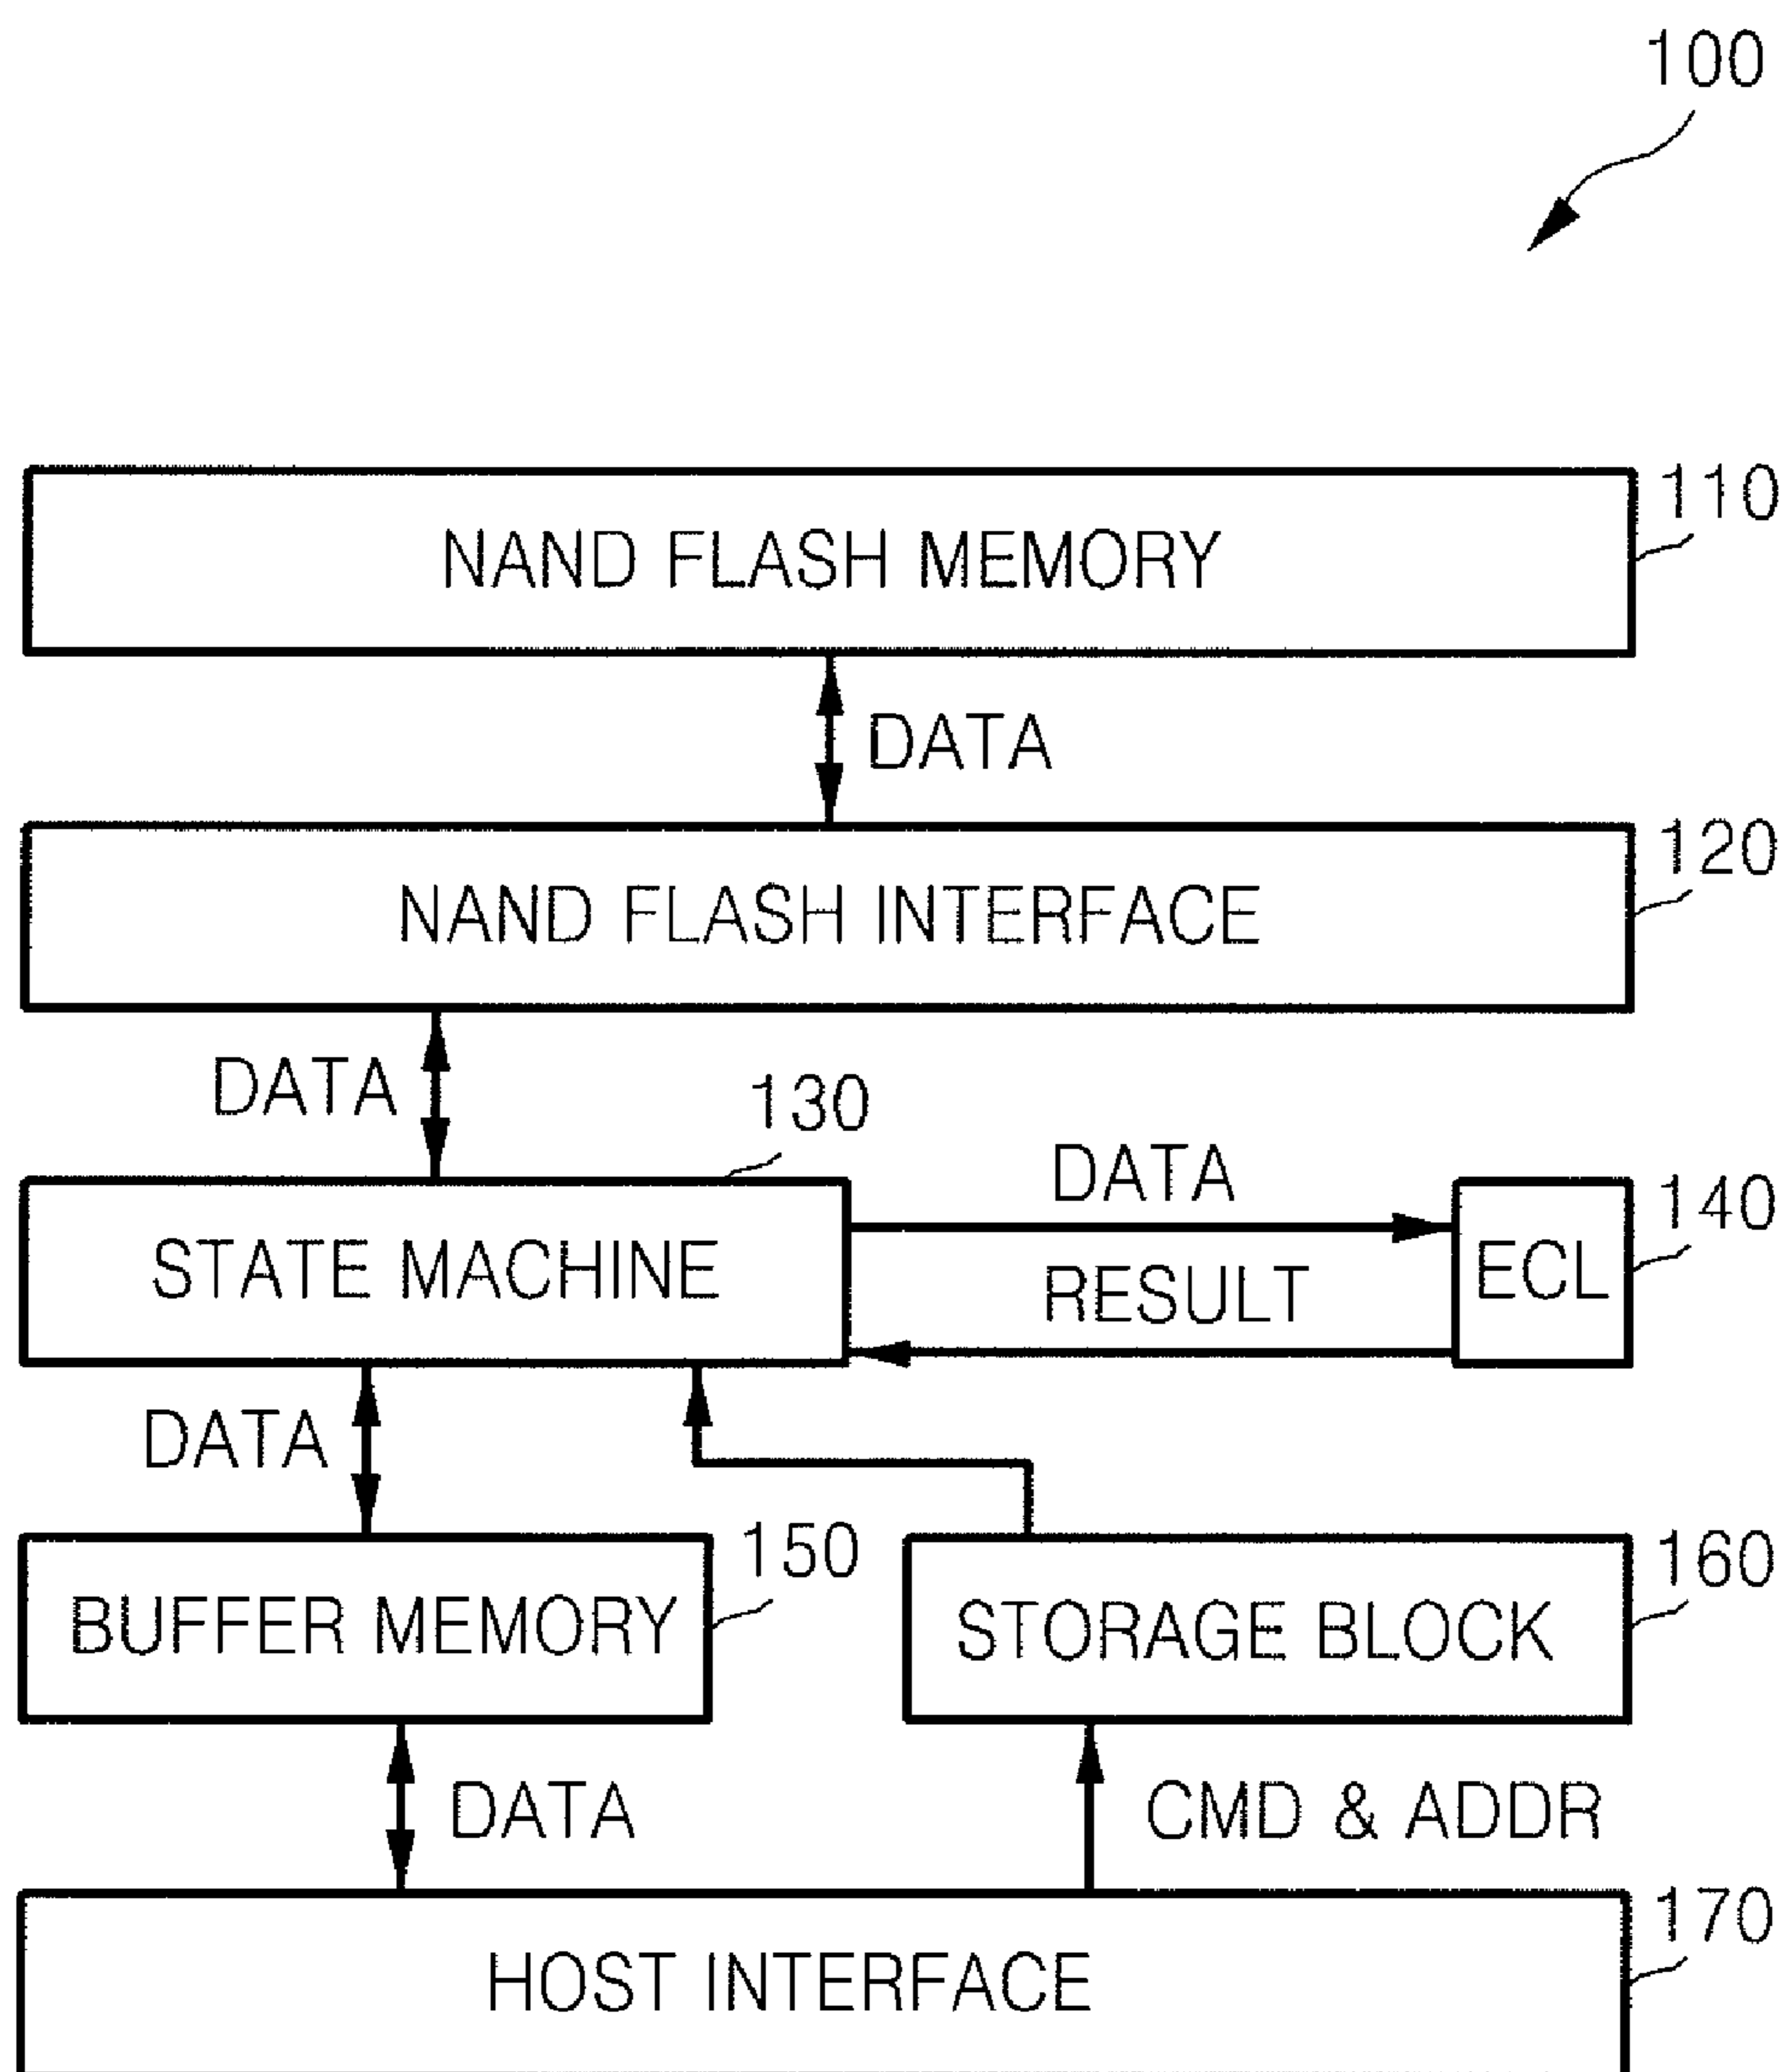 100
110
NAND FLASH MEMORY
DATA
120
NAND FLASH INTERFACE
DATA
130
DATA
140
STATE MACHINE
ECL
RESULT
DATA
150
160
BUFFER MEMORY
STORAGE BLOCK
DATA
CMD & ADDR
170
HOST INTERFACE